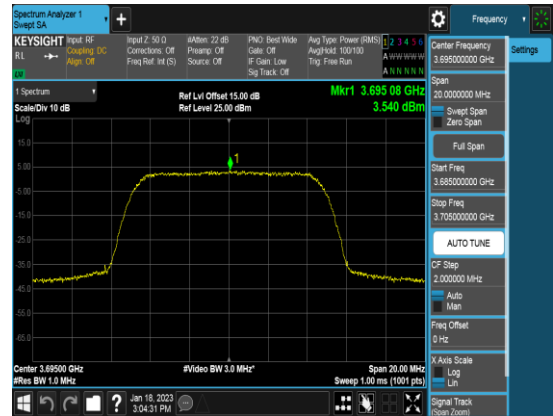 Spectrum Analyzer 1
Swept SA
+
Frequency
KEYSIGHT
RL
Input: RF
Coupling: DC
Align: Off
Input Z: 50 Ω
Corrections: Off
Freq Ref: Int (S)
#Atten: 22 dB
Preamp: Off
Source: Off
PNO: Best Wide
Gate: Off
IF Gain: Low
Sig Track: Off
Avg Type: Power (RMS)
Avg|Hold: 100/100
Trig: Free Run
1 2 3 4 5 6
A W W W W W
A N N N N N
1 Spectrum
Scale/Div 10 dB
Log
Ref Lvl Offset 15.00 dB
Ref Level 25.00 dBm
Mkr1 3.695 08 GHz
3.540 dBm
15.0
5.00
-5.00
-15.0
-25.0
-35.0
-45.0
-55.0
-65.0
1
Center 3.69500 GHz
#Res BW 1.0 MHz
#Video BW 3.0 MHz*
Span 20.00 MHz
Sweep 1.00 ms (1001 pts)
Jan 18, 2023
3:04:31 PM
Center Frequency
3.695000000 GHz
Settings
Span
20.0000000 MHz
Swept Span
Zero Span
Full Span
Start Freq
3.685000000 GHz
Stop Freq
3.705000000 GHz
AUTO TUNE
CF Step
2.000000 MHz
Auto
Man
Freq Offset
0 Hz
X Axis Scale
Log
Lin
Signal Track
(Span Zoom)